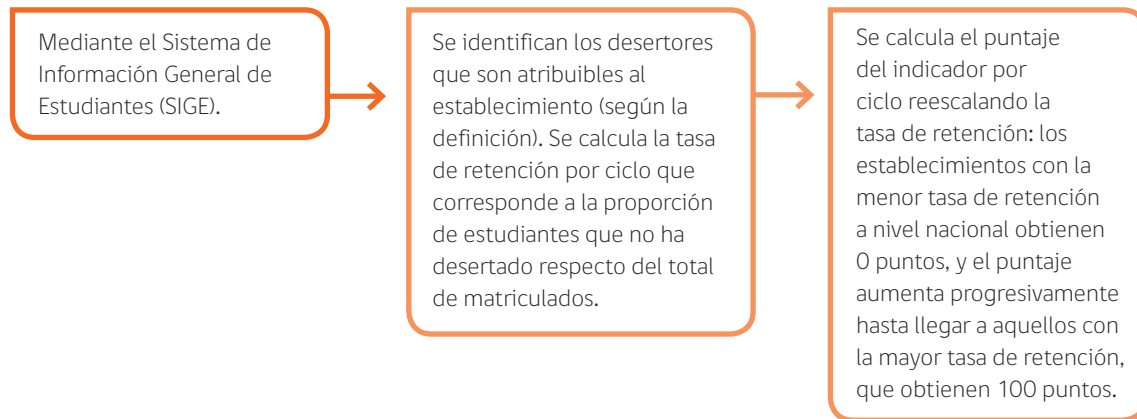 Mediante el Sistema de
Información General de
Estudiantes (SIGE).
Se identifican los desertores
que son atribuibles al
establecimiento (según la
definición). Se calcula la tasa
de retención por ciclo que
corresponde a la proporción
de estudiantes que no ha
desertado respecto del total
de matriculados.
Se calcula el puntaje
del indicador por
ciclo reescalando la
tasa de retención: los
establecimientos con la
menor tasa de retención
a nivel nacional obtienen
0 puntos, y el puntaje
aumenta progresivamente
hasta llegar a aquellos con
la mayor tasa de retención,
que obtienen 100 puntos.